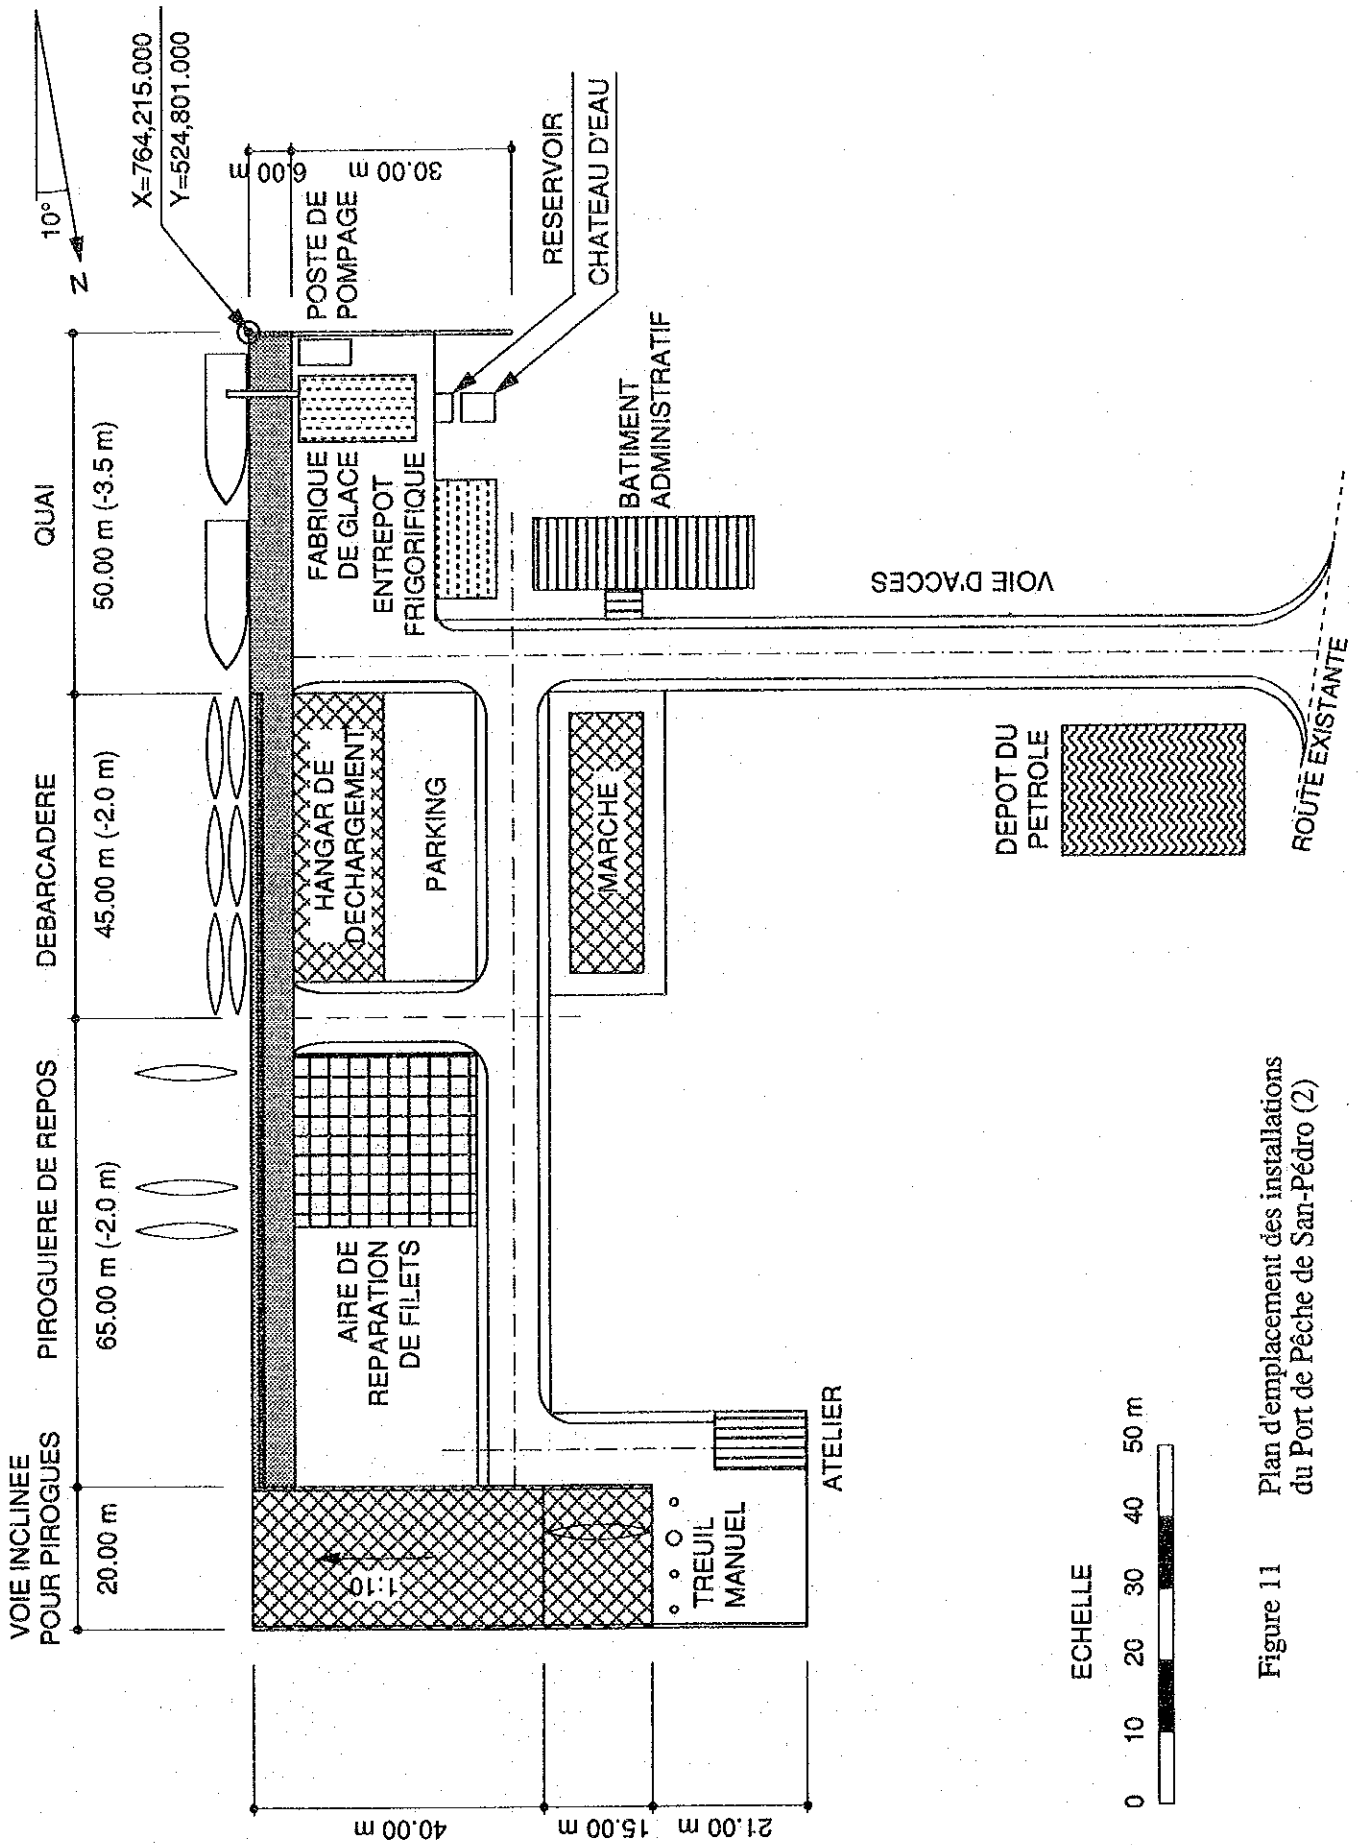 VOIE INCLINEE
POUR PIROGUES
20.00 m
PIROGUIERE DE REPOS
65.00 m (-2.0 m)
DEBARCADERE
45.00 m (-2.0 m)
QUAI
50.00 m (-3.5 m)
10°
N
X=764,215.000
Y=524,801.000
6.00 m
30.00 m
POSTE DE
POMPAGE
RESERVOIR
CHATEAU D'EAU
FABRIQUE
DE GLACE
ENTREPOT
FRIGORIFIQUE
BATIMENT
ADMINISTRATIF
HANGAR DE
DECHARGEMENT
PARKING
MARCHE
VOIE D'ACCES
AIRE DE
REPARATION
DE FILETS
1:10
TREUIL
MANUEL
ATELIER
40.00 m
15.00 m
21.00 m
DEPOT DU
PETROLE
ROUTE EXISTANTE
ECHELLE
0 10 20 30 40 50 m
Figure 11 Plan d'emplacement des installations
du Port de Pêche de San-Pédro (2)